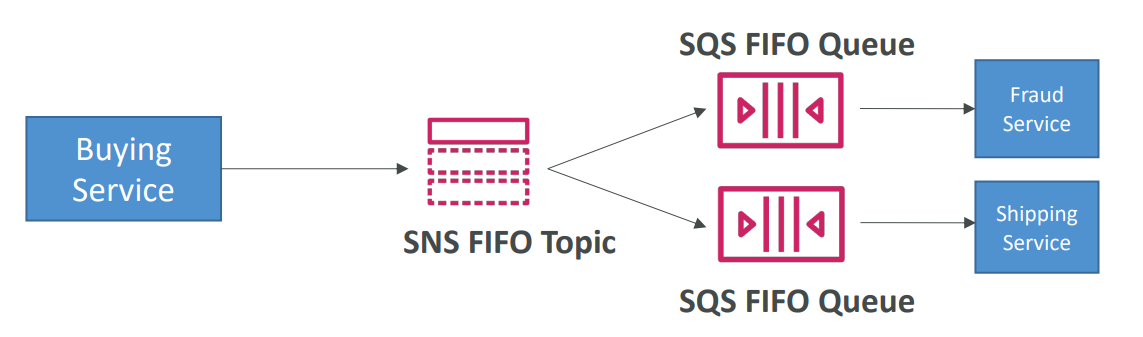 Buying
Service
SNS FIFO Topic
SQS FIFO Queue
Fraud
Service
SQS FIFO Queue
Shipping
Service